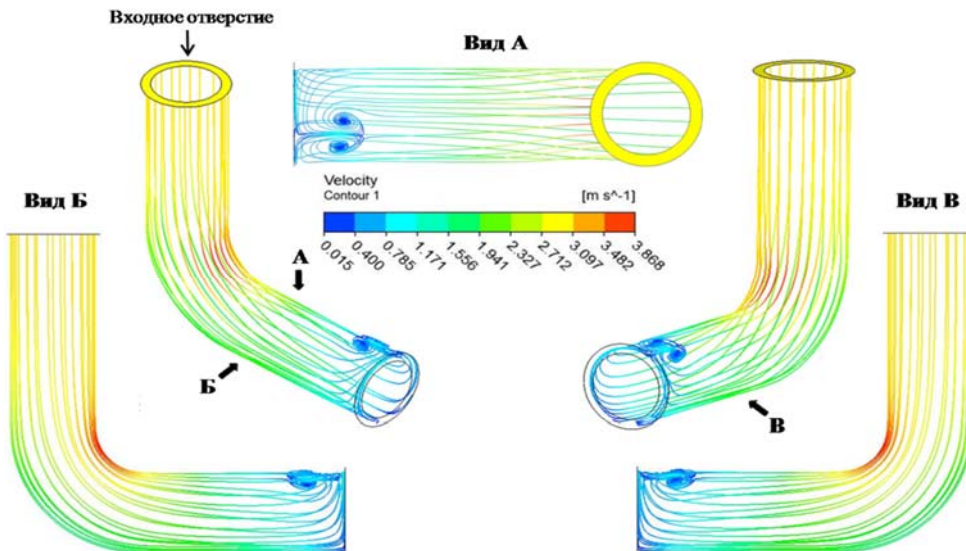 Входное отверстие
Вид А
Velocity
Contour 1
[m s^-1]
0.015
0.400
0.785
1.171
1.556
1.941
2.327
2.712
3.097
3.482
3.868
Вид Б
Вид В
А
Б
В